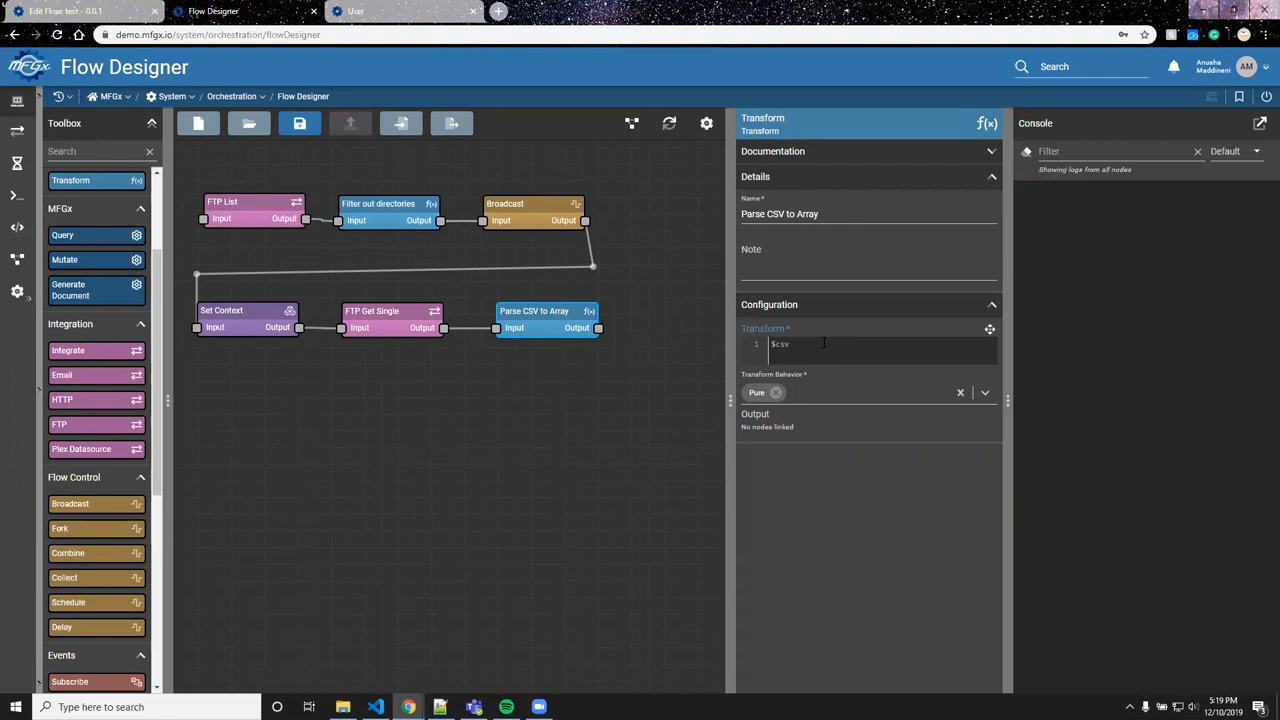 Edit Flow: test - 0.0.1
Flow Designer
User
demo.mfgx.io/system/orchestration/flowDesigner
MFGx
Flow Designer
Search
Anusha
Maddineni
AM
MFGx
System
Orchestration
Flow Designer
Toolbox
Search
Transform
f(x)
MFGx
Query
Mutate
Generate
Document
Integration
Integrate
Email
HTTP
FTP
Plex Datasource
Flow Control
Broadcast
Fork
Combine
Collect
Schedule
Delay
Events
Subscribe
FTP List
Input Output
Filter out directories f(x)
Input Output
Broadcast
Input Output
Set Context
Input Output
FTP Get Single
Input Output
Parse CSV to Array f(x)
Input Output
Transform
Transform
f(x)
Documentation
Details
Name *
Parse CSV to Array
Note
Configuration
Transform *
1 $csv
Transform Behavior *
Pure
Output
No nodes linked
Console
Filter
Default
Showing logs from all nodes
Type here to search
5:19 PM
12/10/2019